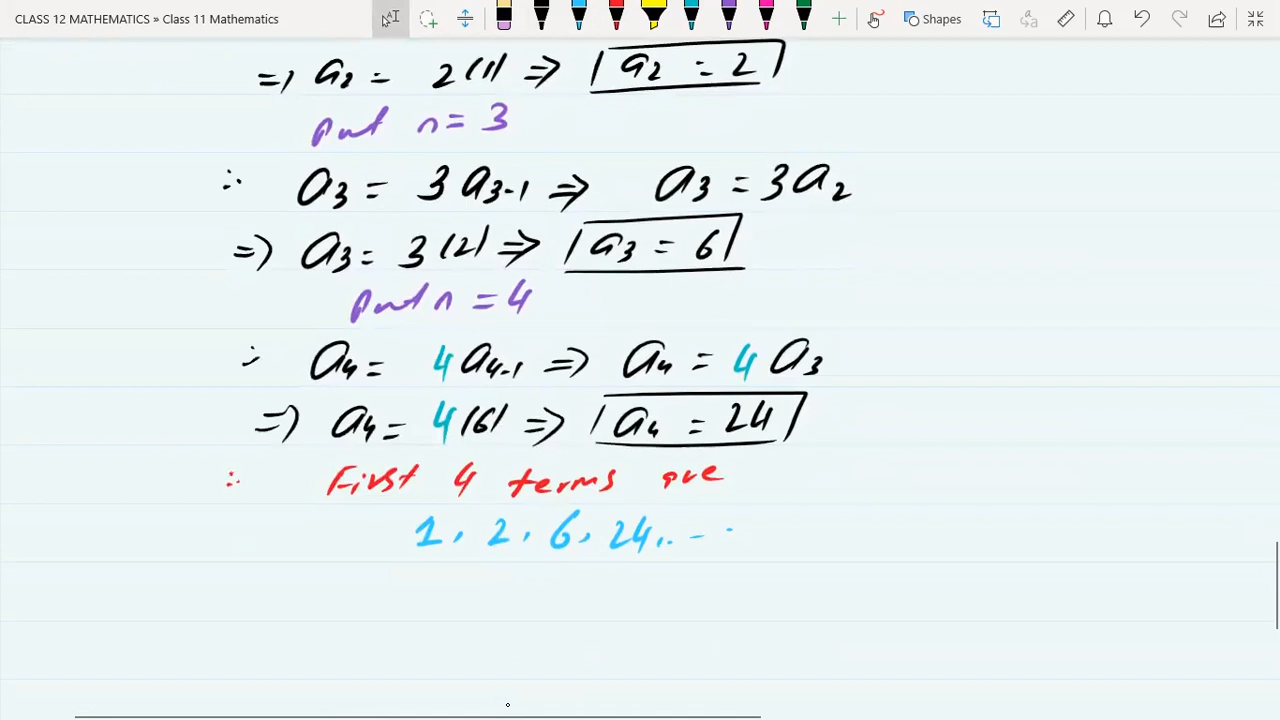 CLASS 12 MATHEMATICS » Class 11 Mathematics
Shapes
=) a₂ = 2(1) => a₂ = 2
put n = 3
∴ a₃ = 3 a₃₋₁ => a₃ = 3a₂
=) a₃ = 3(2) => a₃ = 6
put n = 4
∴ a₄ = 4 a₄₋₁ => a₄ = 4 a₃
=) a₄ = 4(6) => a₄ = 24
∴ First 4 terms are
1, 2, 6, 24, ...